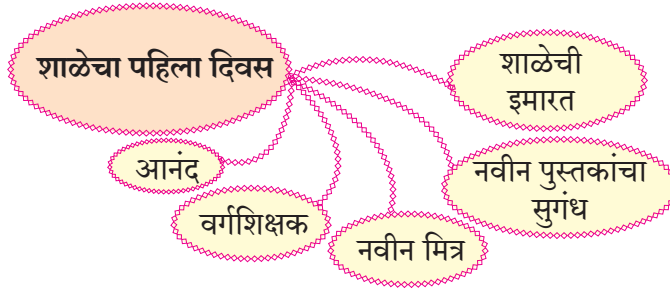 शाळेचा पहिला दिवस
शाळेची
इमारत
आनंद
नवीन पुस्तकांचा
सुगंध
वर्गशिक्षक
नवीन मित्र